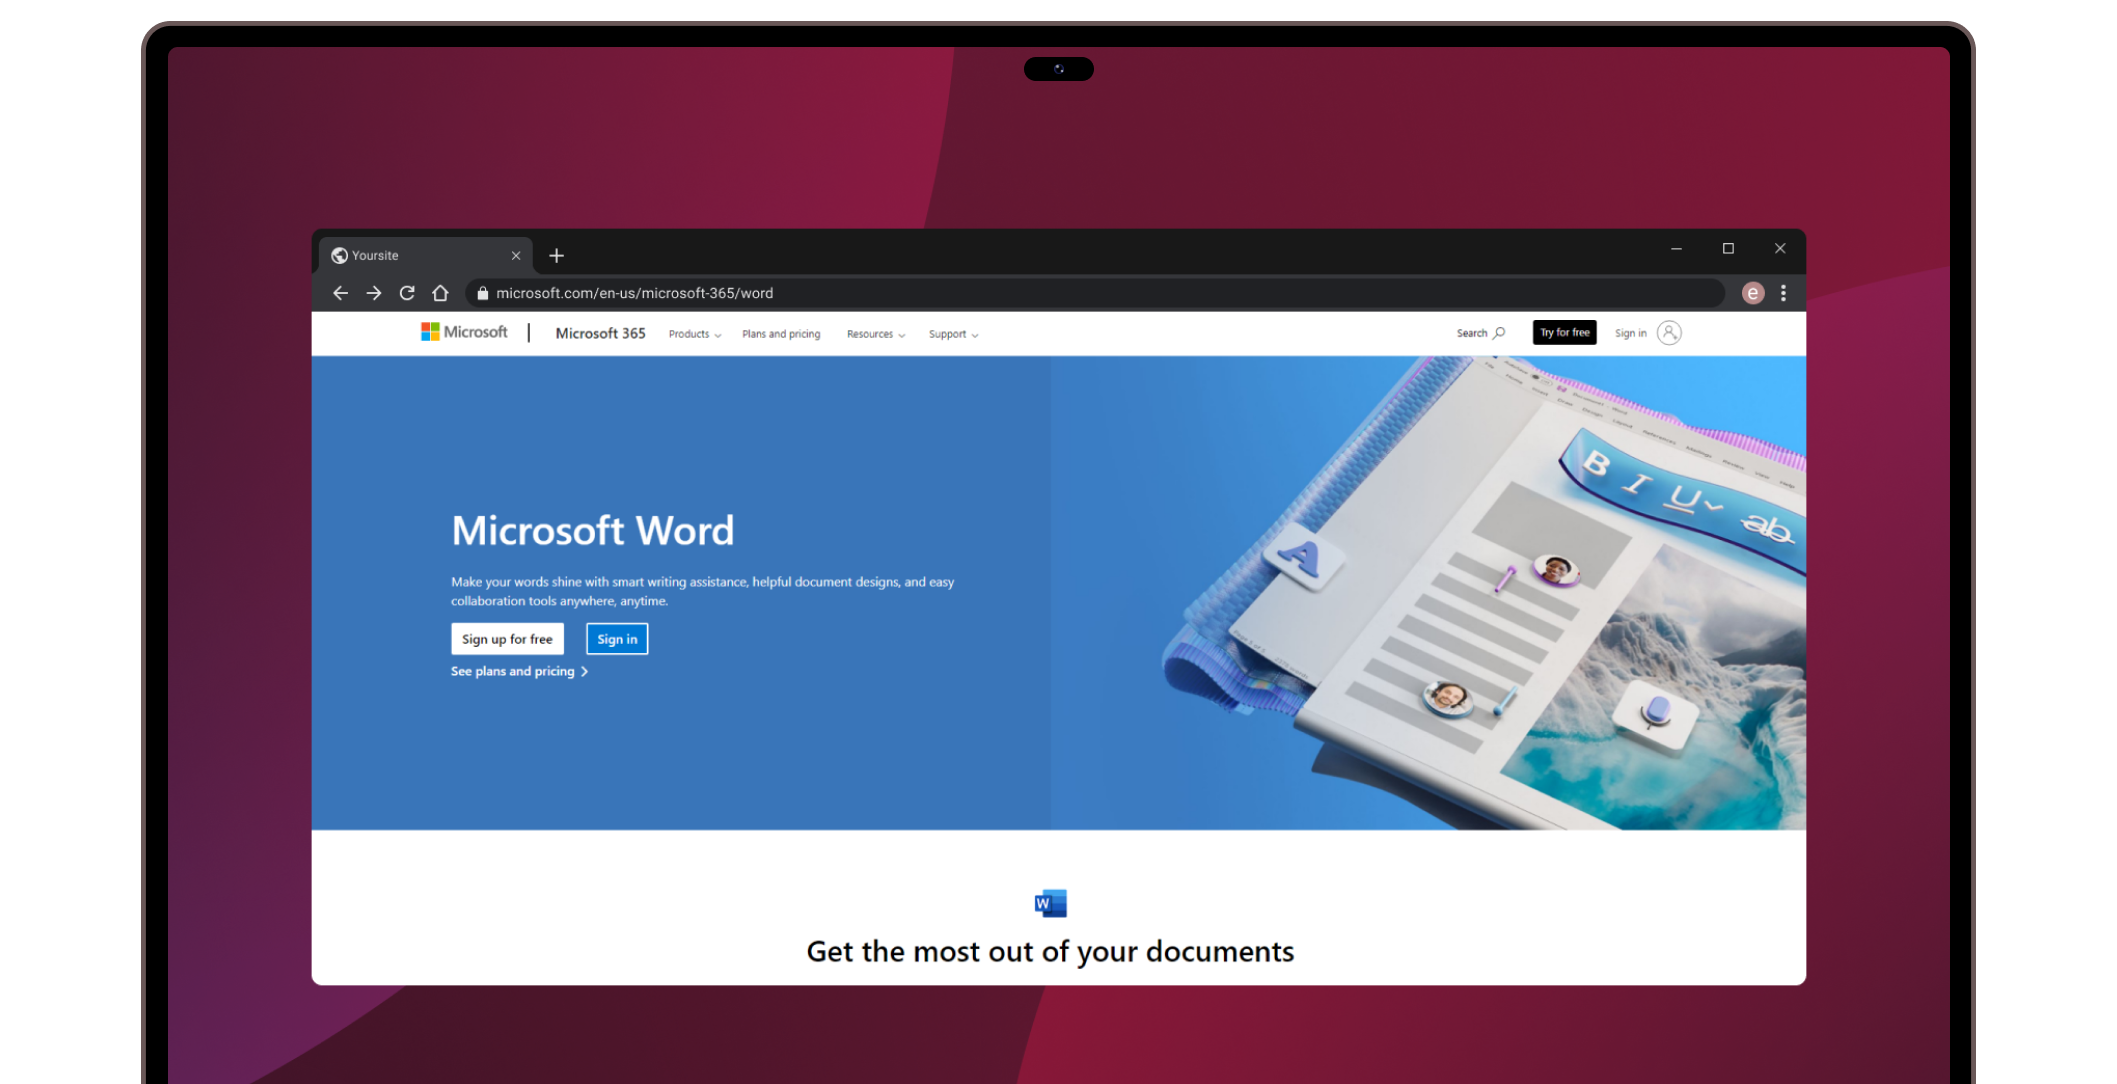 Yoursite
microsoft.com/en-us/microsoft-365/word
e
Microsoft
Microsoft 365
Products
Plans and pricing
Resources
Support
Search
Try for free
Sign in
Microsoft Word
Make your words shine with smart writing assistance, helpful document designs, and easy
collaboration tools anywhere, anytime.
Sign up for free
Sign in
See plans and pricing
A
B I U ab
W
Get the most out of your documents